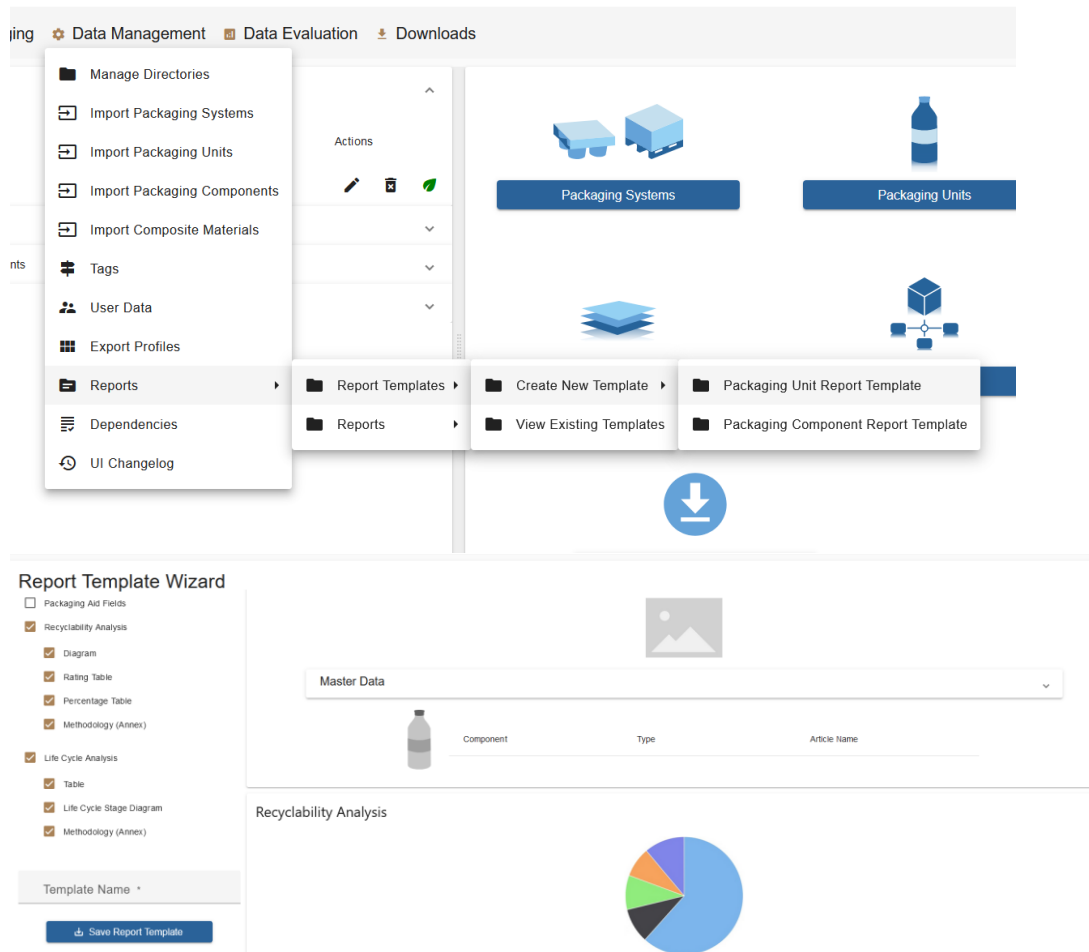 Data Management
Data Evaluation
Downloads
Manage Directories
Import Packaging Systems
Import Packaging Units
Import Packaging Components
Import Composite Materials
Tags
User Data
Export Profiles
Reports
Dependencies
UI Changelog
Report Templates
Reports
Create New Template
View Existing Templates
Packaging Unit Report Template
Packaging Component Report Template
Actions
nts
Packaging Systems
Packaging Units
Report Template Wizard
Packaging Aid Fields
Recyclability Analysis
Diagram
Rating Table
Percentage Table
Methodology (Annex)
Life Cycle Analysis
Table
Life Cycle Stage Diagram
Methodology (Annex)
Template Name *
Save Report Template
Master Data
Component Type Article Name
Recyclability Analysis